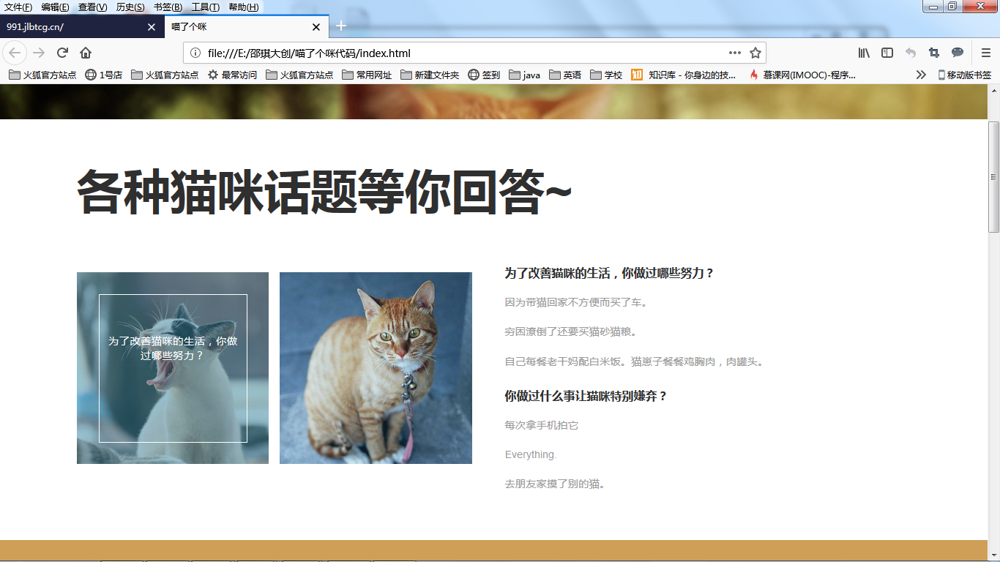 文件(F) 编辑(E) 查看(V) 历史(S) 书签(B) 工具(T) 帮助(H)
991.jlbtcg.cn/
喵了个咪
file:///E:/邵琪大创/喵了个咪代码/index.html
火狐官方站点 1号店 火狐官方站点 最常访问 火狐官方站点 常用网址 新建文件夹 签到 java 英语 学校 知识库 - 你身边的技... 慕课网(IMOOC)-程序... 移动版书签
各种猫咪话题等你回答~
为了改善猫咪的生活，你做
过哪些努力？
为了改善猫咪的生活，你做过哪些努力？
因为带猫回家不方便而买了车。
穷困潦倒了还要买猫砂猫粮。
自己每餐老干妈配白米饭。猫崽子餐餐鸡胸肉，肉罐头。
你做过什么事让猫咪特别嫌弃？
每次拿手机拍它
Everything.
去朋友家摸了别的猫。